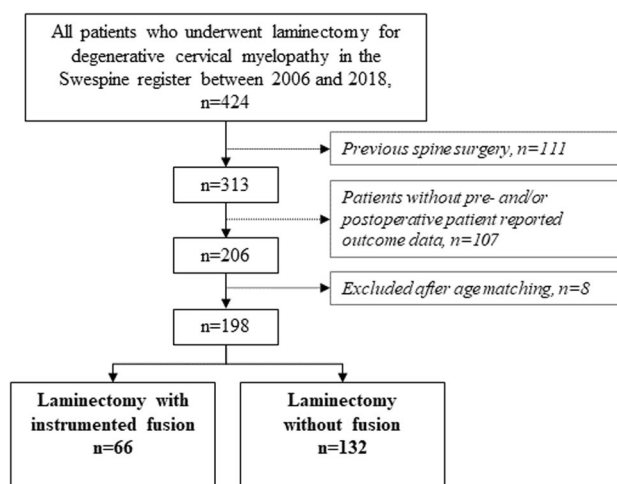 All patients who underwent laminectomy for
degenerative cervical myelopathy in the
Swespine register between 2006 and 2018,
n=424
Previous spine surgery, n=111
n=313
Patients without pre- and/or
postoperative patient reported
outcome data, n=107
n=206
Excluded after age matching, n=8
n=198
Laminectomy with
instrumented fusion
n=66
Laminectomy
without fusion
n=132